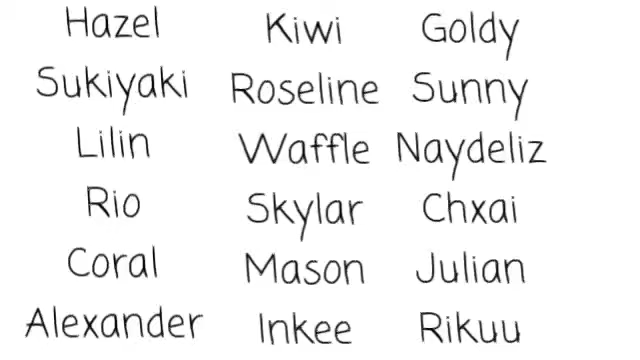 Hazel Kiwi Goldy
Sukiyaki Roseline Sunny
Lilin Waffle Naydeliz
Rio Skylar Chxai
Coral Mason Julian
Alexander Inkee Rikuu